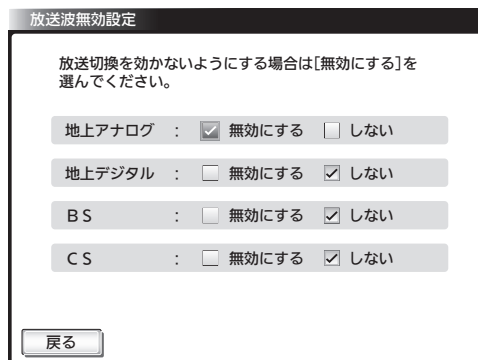 放送波無効設定
放送切換を効かないようにする場合は[無効にする]を
選んでください。
地上アナログ : 無効にする しない
地上デジタル : 無効にする しない
BS : 無効にする しない
CS : 無効にする しない
戻る